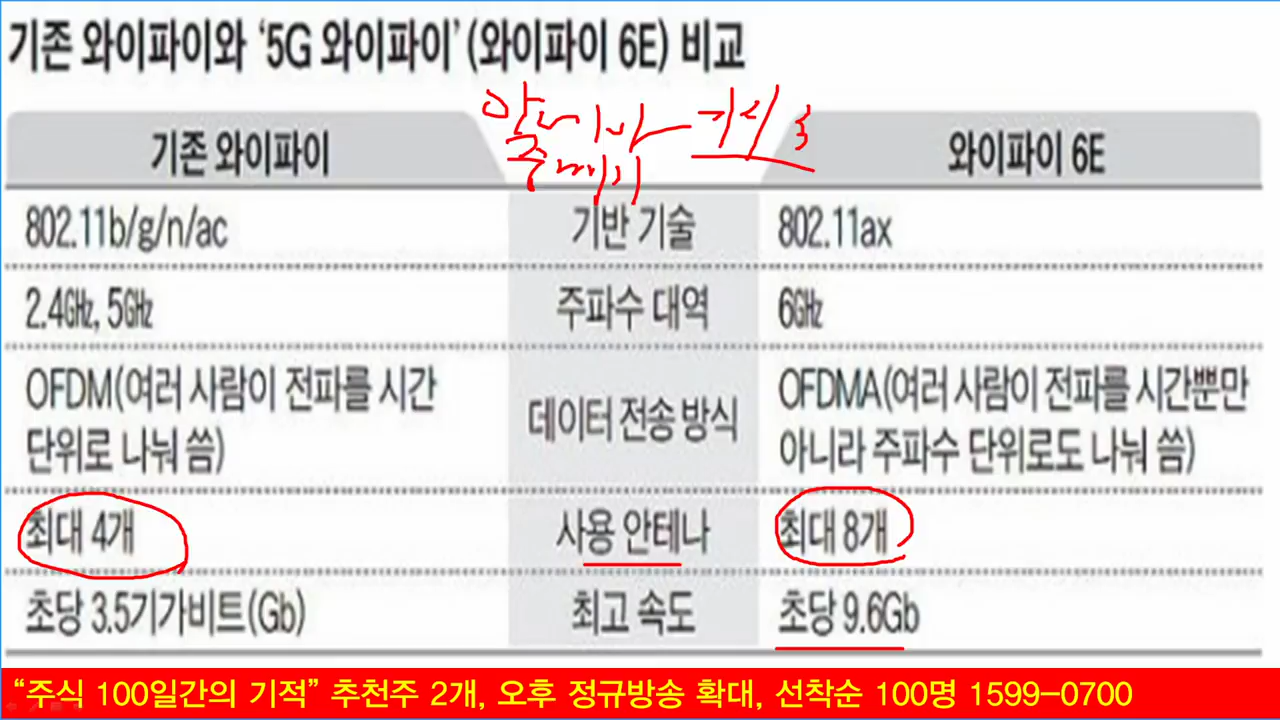 기존 와이파이와 ‘5G 와이파이’(와이파이 6E) 비교
기존 와이파이
와이파이 6E
802.11b/g/n/ac
기반 기술
802.11ax
2.4GHz, 5GHz
주파수 대역
6GHz
OFDM(여러 사람이 전파를 시간
단위로 나눠 씀)
데이터 전송 방식
OFDMA(여러 사람이 전파를 시간뿐만
아니라 주파수 단위로도 나눠 씀)
최대 4개
사용 안테나
최대 8개
초당 3.5기가비트(Gb)
최고 속도
초당 9.6Gb
“주식 100일간의 기적” 추천주 2개, 오후 정규방송 확대, 선착순 100명 1599-0700